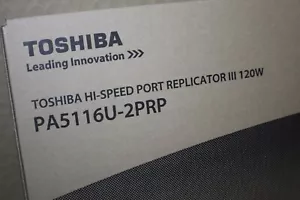 TOSHIBA
Leading Innovation >>>
TOSHIBA HI-SPEED PORT REPLICATOR III 120W
PA5116U-2PRP